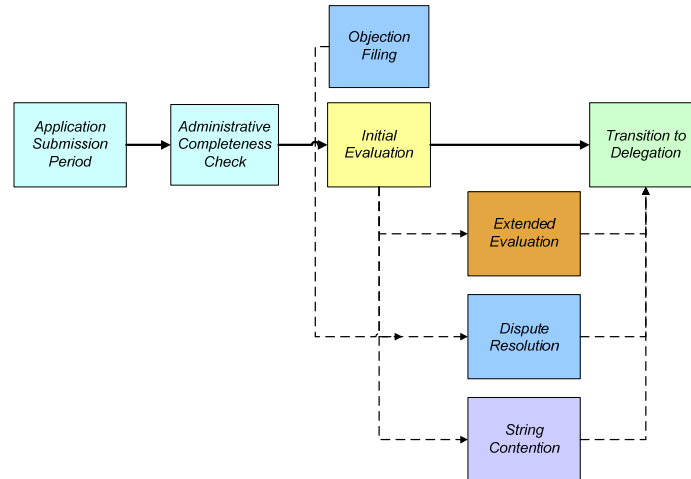 Objection
Filing
Application
Submission
Period
Administrative
Completeness
Check
Initial
Evaluation
Transition to
Delegation
Extended
Evaluation
Dispute
Resolution
String
Contention